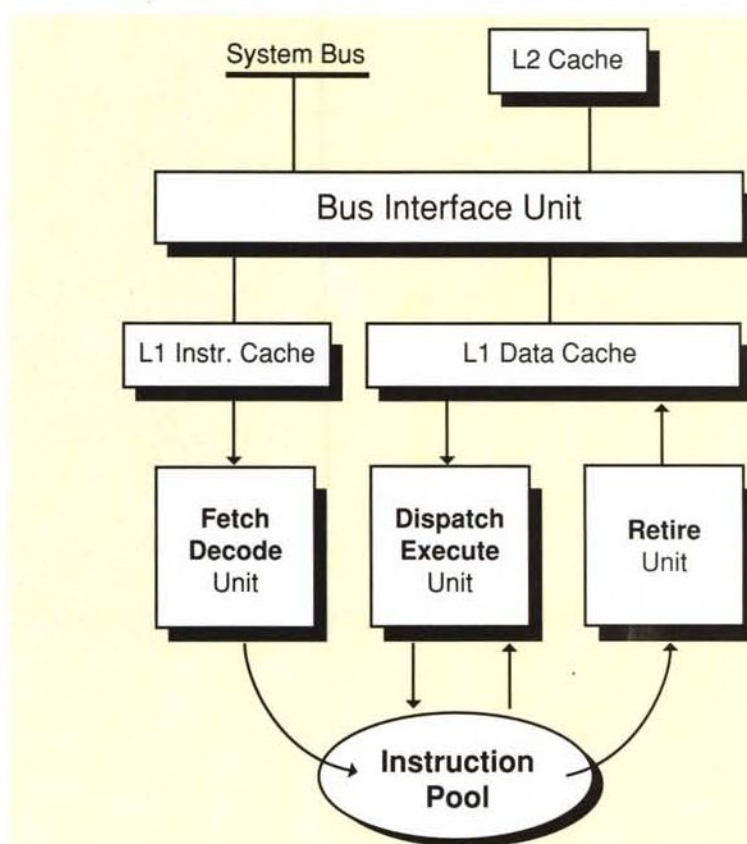 System Bus
L2 Cache
Bus Interface Unit
L1 Instr. Cache
L1 Data Cache
Fetch
Decode
Unit
Dispatch
Execute
Unit
Retire
Unit
Instruction
Pool